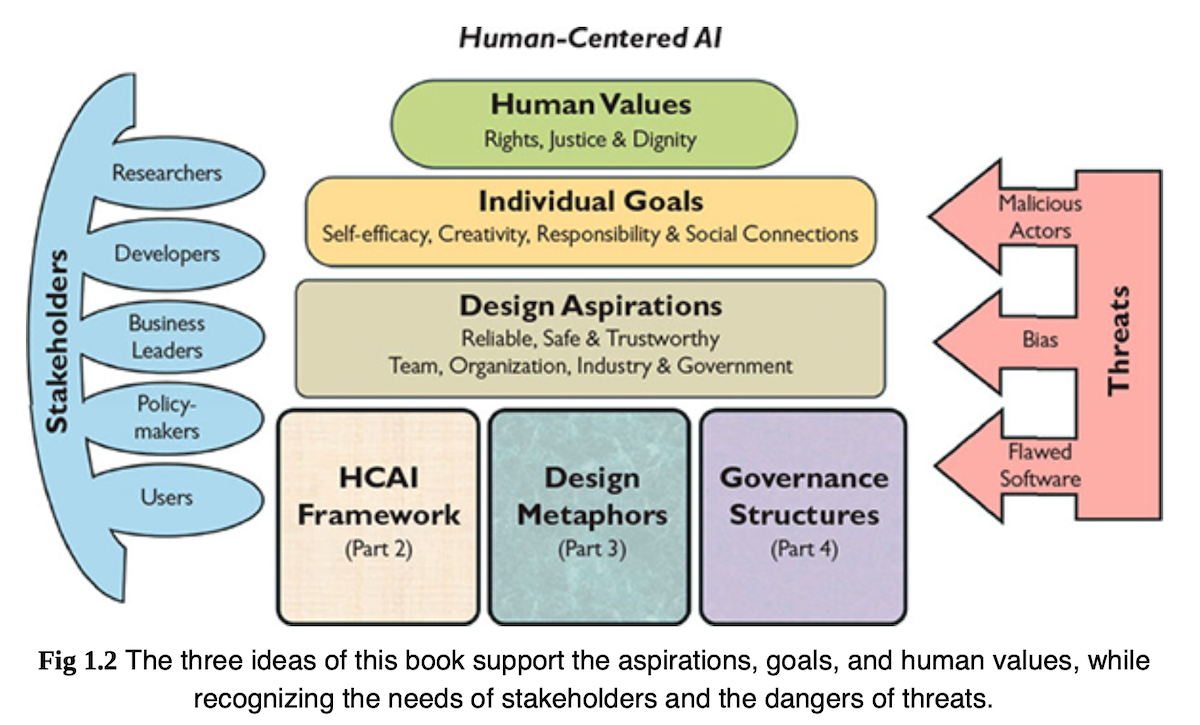 Human-Centered AI
Human Values
Rights, Justice & Dignity
Individual Goals
Self-efficacy, Creativity, Responsibility & Social Connections
Design Aspirations
Reliable, Safe & Trustworthy
Team, Organization, Industry & Government
HCAI
Framework
(Part 2)
Design
Metaphors
(Part 3)
Governance
Structures
(Part 4)
Stakeholders
Researchers
Developers
Business
Leaders
Policy-
makers
Users
Threats
Malicious
Actors
Bias
Flawed
Software
Fig 1.2 The three ideas of this book support the aspirations, goals, and human values, while
recognizing the needs of stakeholders and the dangers of threats.